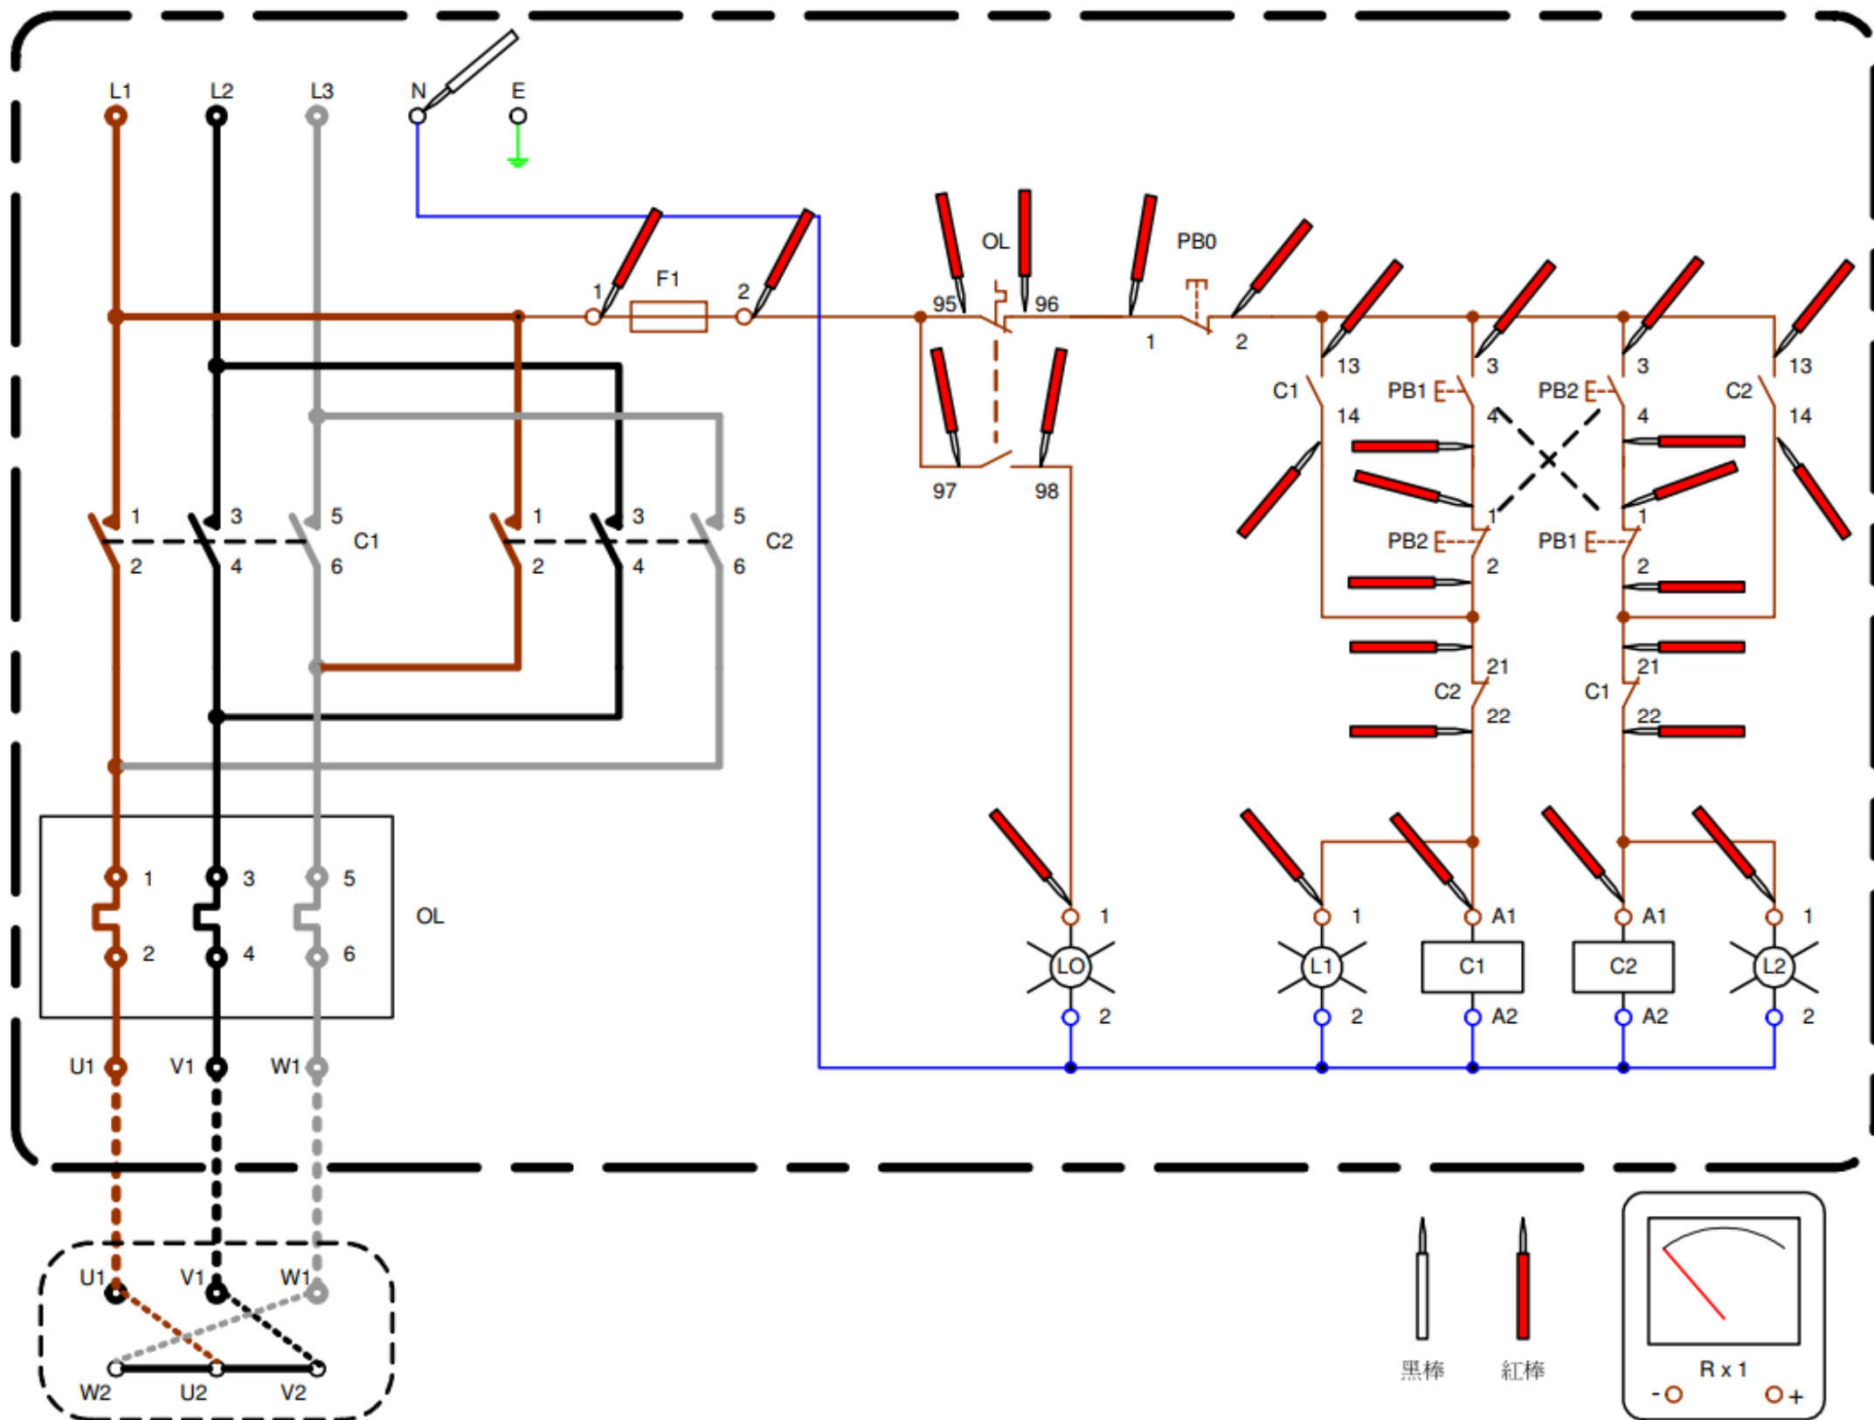 L1 L2 L3 N E
OL PB0
1 F1 2 95 96
1 2
13 3 3 13
C1 PB1 PB2 C2
14 4 4 14
97 98
1 3 5 1 3 5 1 1
C1 C2 PB2 PB1
2 4 6 2 4 6 2 2
21 21
C2 C1
22 22
1 3 5
OL 1 1 A1 A1 1
2 4 6 LO L1 C1 C2 L2
2 2 A2 A2 2
U1 V1 W1
U1 V1 W1
W2 U2 V2
黑棒 紅棒 R x 1
- +